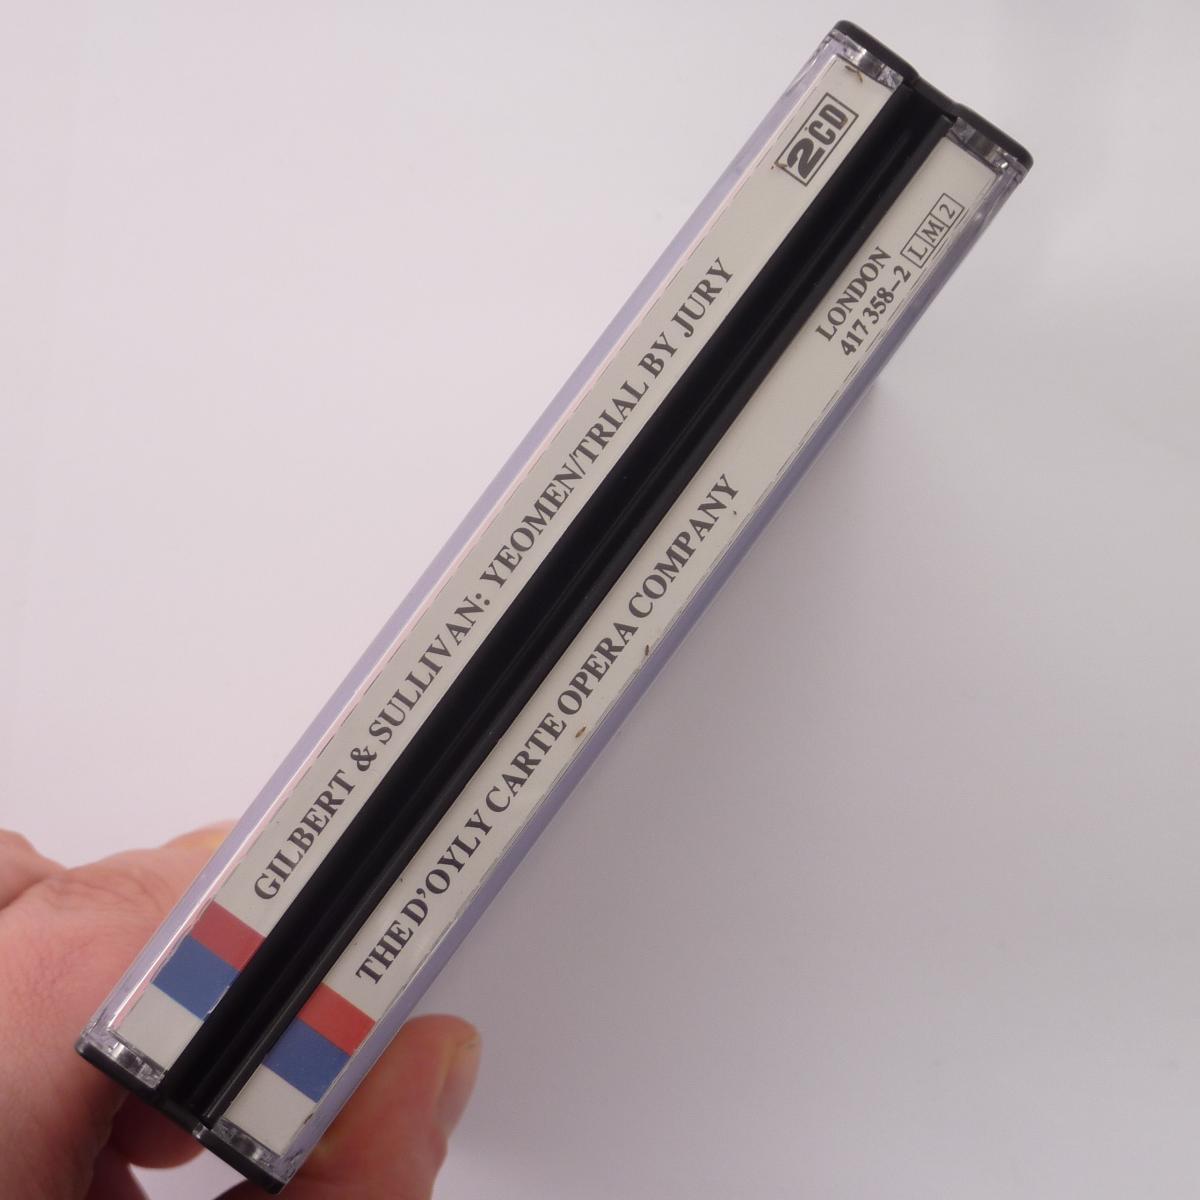 GILBERT & SULLIVAN: YEOMEN/TRIAL BY JURY
2CD
THE D'OYLY CARTE OPERA COMPANY
LONDON
417 358-2 LM2